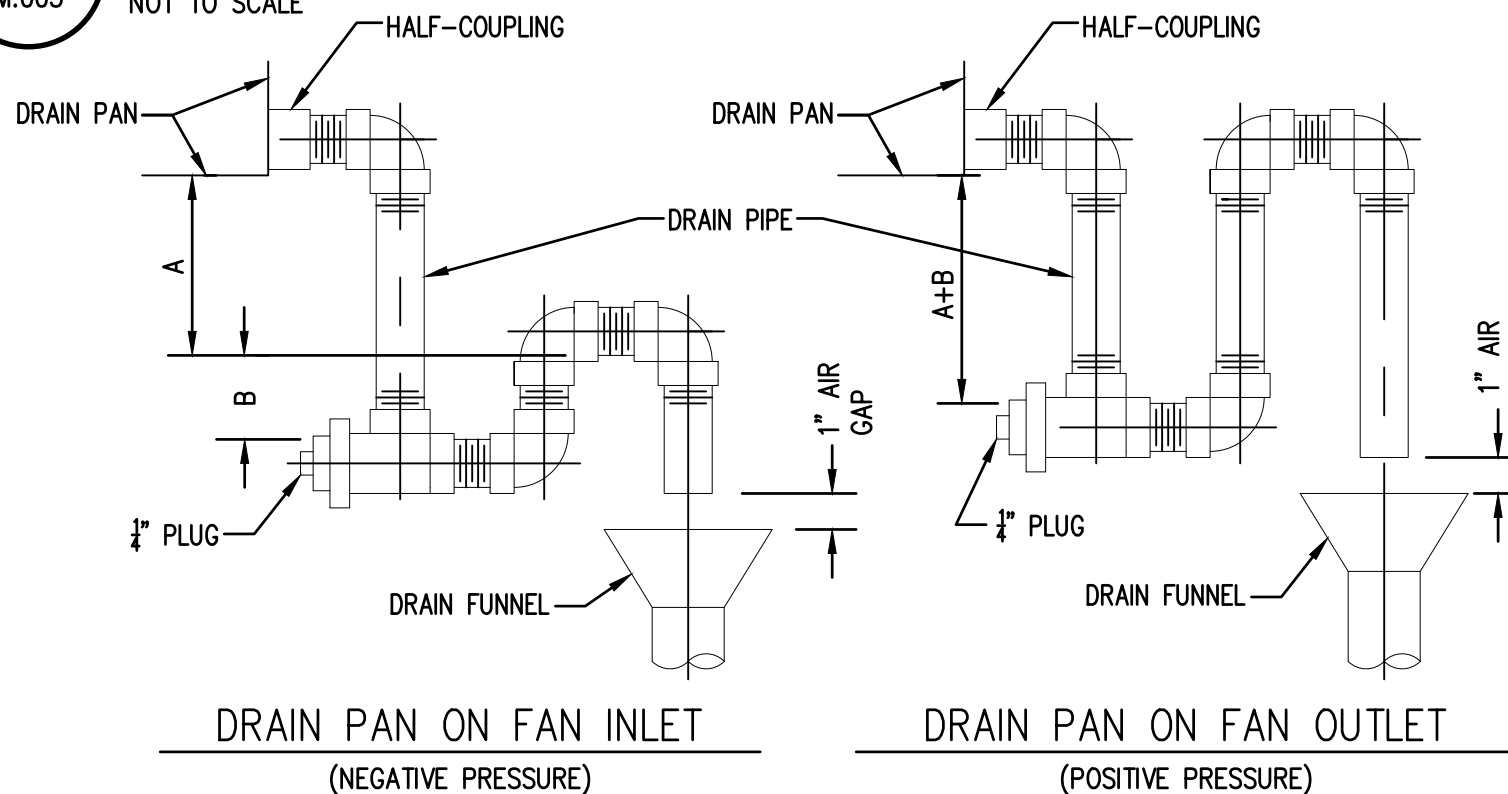 NOT TO SCALE
HALF-COUPLING
HALF-COUPLING
DRAIN PAN
DRAIN PAN
DRAIN PIPE
A
A+B
B
1" AIR
GAP
1" AIR
1/4" PLUG
1/4" PLUG
DRAIN FUNNEL
DRAIN FUNNEL
DRAIN PAN ON FAN INLET
(NEGATIVE PRESSURE)
DRAIN PAN ON FAN OUTLET
(POSITIVE PRESSURE)